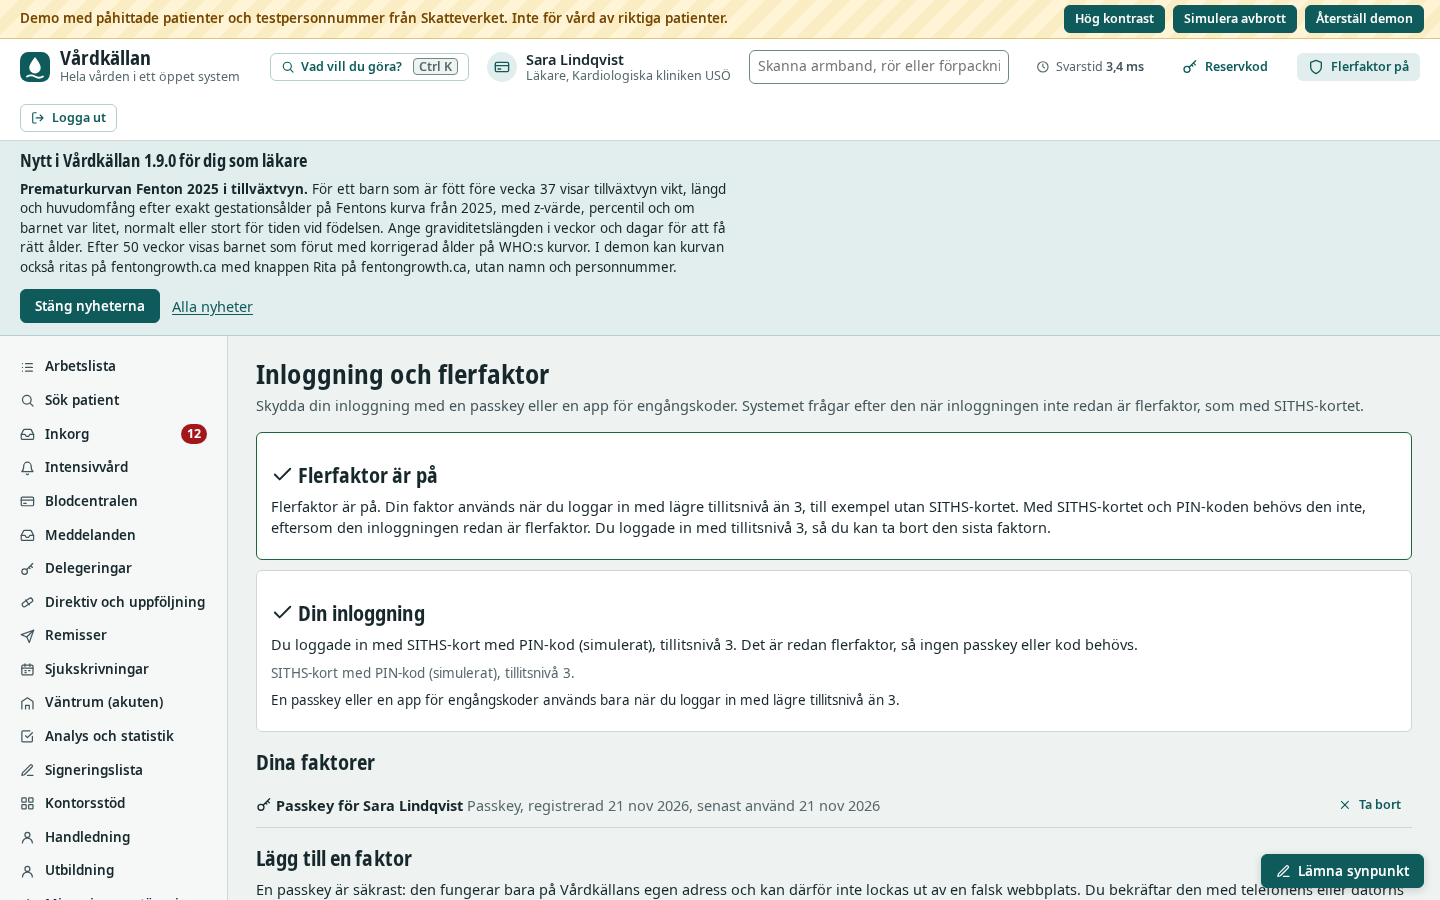 Demo med påhittade patienter och testpersonnummer från Skatteverket. Inte för vård av riktiga patienter.
Hög kontrast
Simulera avbrott
Återställ demon
Vårdkällan
Hela vården i ett öppet system
Vad vill du göra? Ctrl K
Sara Lindqvist
Läkare, Kardiologiska kliniken USÖ
Skanna armband, rör eller förpackni
Svarstid 3,4 ms
Reservkod
Flerfaktor på
Logga ut
Nytt i Vårdkällan 1.9.0 för dig som läkare
Prematurkurvan Fenton 2025 i tillväxtvyn. För ett barn som är fött före vecka 37 visar tillväxtvyn vikt, längd
och huvudomfång efter exakt gestationsålder på Fentons kurva från 2025, med z-värde, percentil och om
barnet var litet, normalt eller stort för tiden vid födelsen. Ange graviditetslängden i veckor och dagar för att få
rätt ålder. Efter 50 veckor visas barnet som förut med korrigerad ålder på WHO:s kurvor. I demon kan kurvan
också ritas på fentongrowth.ca med knappen Rita på fentongrowth.ca, utan namn och personnummer.
Stäng nyheterna
Alla nyheter
Arbetslista
Sök patient
Inkorg 12
Intensivvård
Blodcentralen
Meddelanden
Delegeringar
Direktiv och uppföljning
Remisser
Sjukskrivningar
Väntrum (akuten)
Analys och statistik
Signeringslista
Kontorsstöd
Handledning
Utbildning
Inloggning och flerfaktor
Skydda din inloggning med en passkey eller en app för engångskoder. Systemet frågar efter den när inloggningen inte redan är flerfaktor, som med SITHS-kortet.
Flerfaktor är på
Flerfaktor är på. Din faktor används när du loggar in med lägre tillitsnivå än 3, till exempel utan SITHS-kortet. Med SITHS-kortet och PIN-koden behövs den inte,
eftersom den inloggningen redan är flerfaktor. Du loggade in med tillitsnivå 3, så du kan ta bort den sista faktorn.
Din inloggning
Du loggade in med SITHS-kort med PIN-kod (simulerat), tillitsnivå 3. Det är redan flerfaktor, så ingen passkey eller kod behövs.
SITHS-kort med PIN-kod (simulerat), tillitsnivå 3.
En passkey eller en app för engångskoder används bara när du loggar in med lägre tillitsnivå än 3.
Dina faktorer
Passkey för Sara Lindqvist Passkey, registrerad 21 nov 2026, senast använd 21 nov 2026
Ta bort
Lägg till en faktor
En passkey är säkrast: den fungerar bara på Vårdkällans egen adress och kan därför inte lockas ut av en falsk webbplats. Du bekräftar den med telefonens eller datorns
Lämna synpunkt